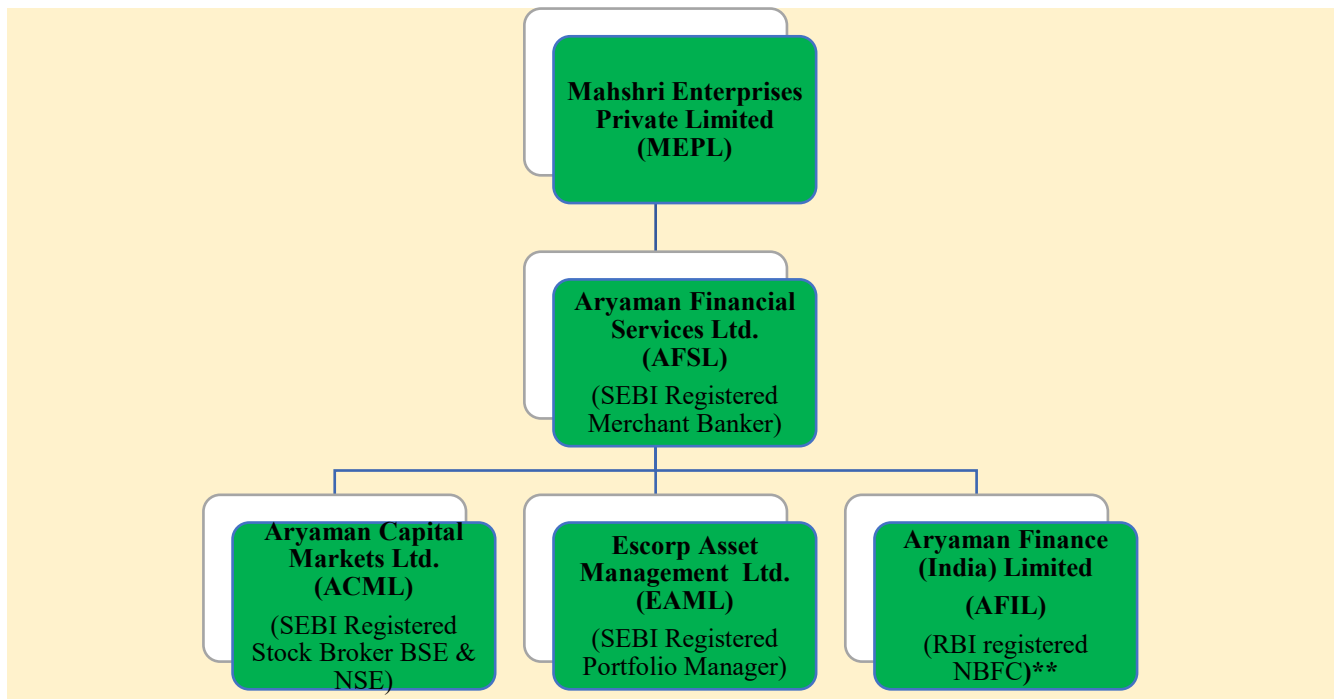 Mahshri Enterprises
Private Limited
(MEPL)
Aryaman Financial
Services Ltd.
(AFSL)
(SEBI Registered
Merchant Banker)
Aryaman Capital
Markets Ltd.
(ACML)
(SEBI Registered
Stock Broker BSE &
NSE)
Escorp Asset
Management Ltd.
(EAML)
(SEBI Registered
Portfolio Manager)
Aryaman Finance
(India) Limited
(AFIL)
(RBI registered
NBFC)**